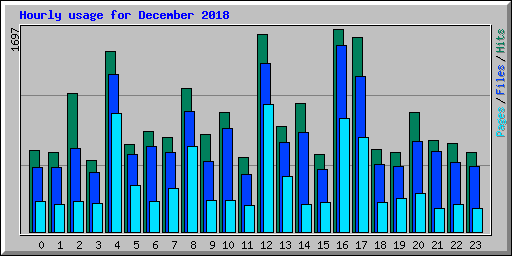 Hourly usage for December 2018
1697
Pages/Files/Hits
0 1 2 3 4 5 6 7 8 9 10 11 12 13 14 15 16 17 18 19 20 21 22 23